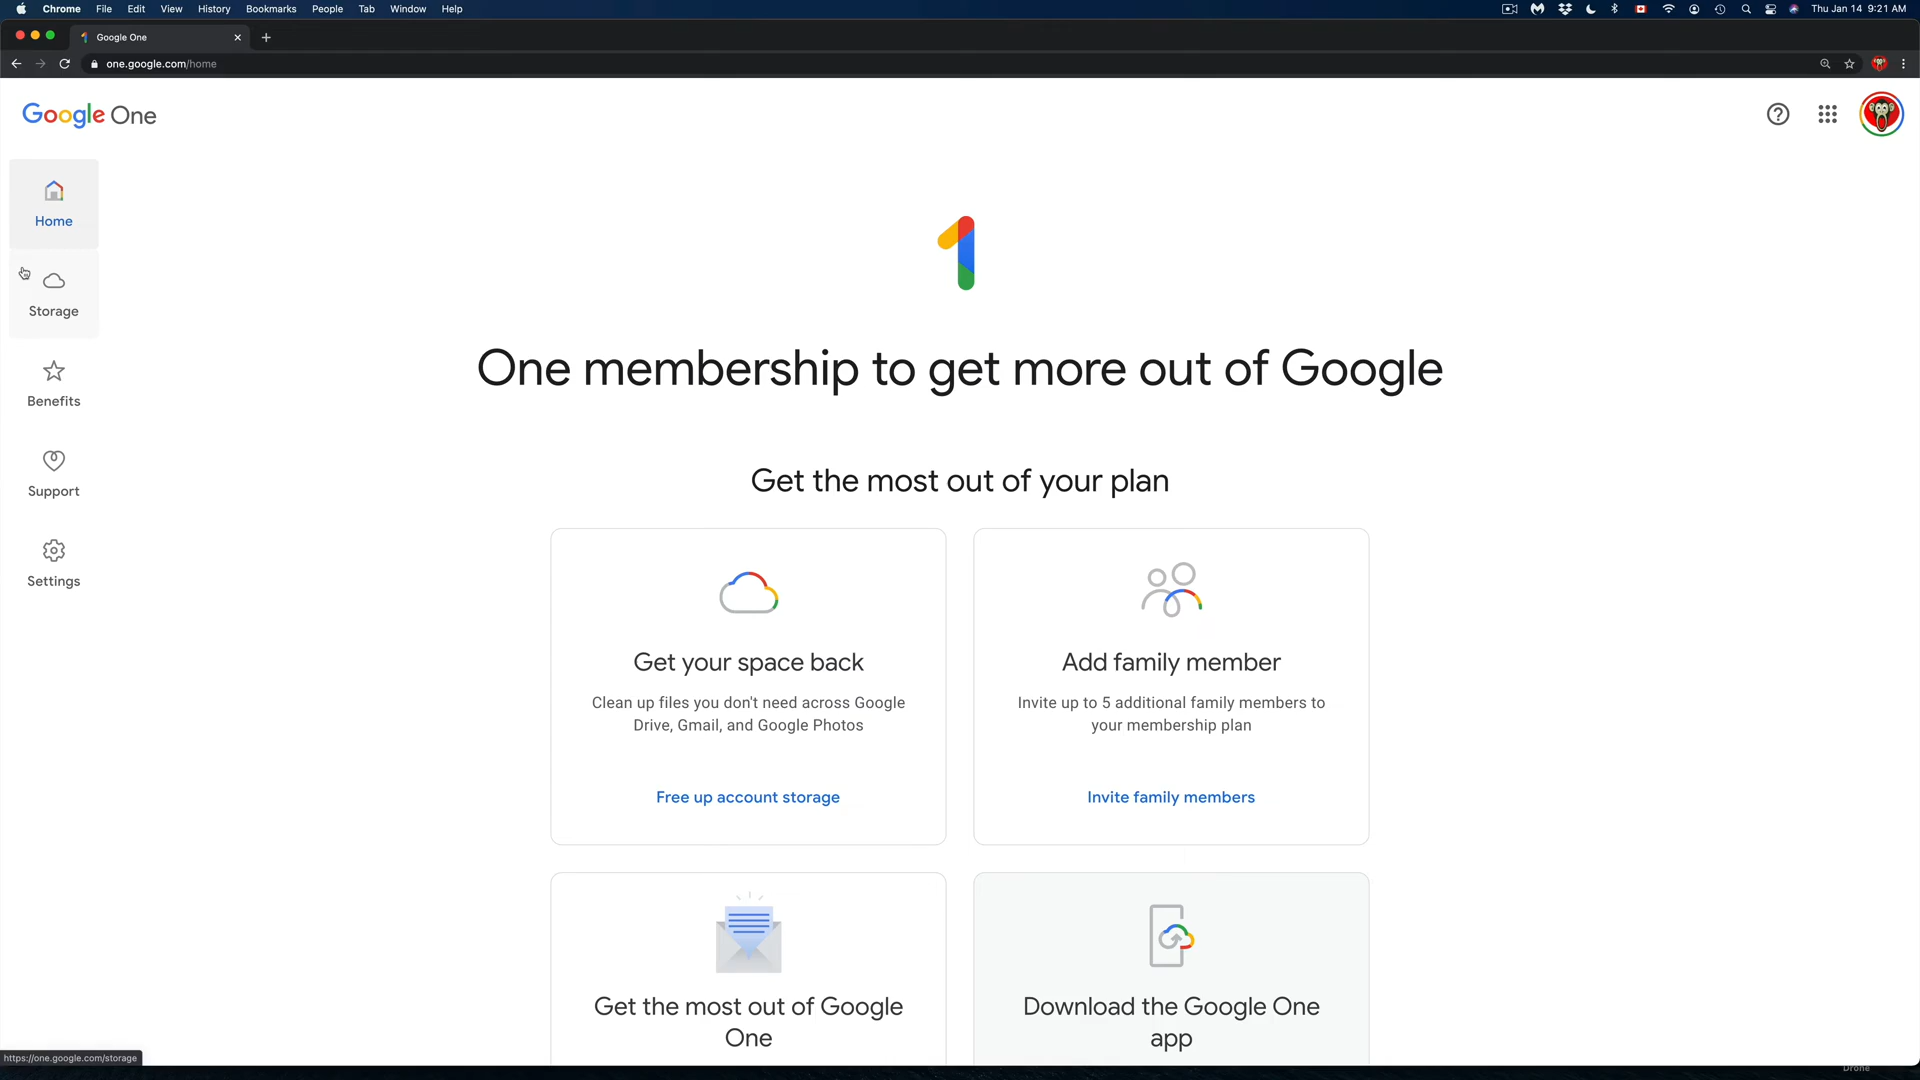 Chrome File Edit View History Bookmarks People Tab Window Help
Thu Jan 14 9:21 AM
Google One
one.google.com/home
Google One
Home
Storage
Benefits
Support
Settings
One membership to get more out of Google
Get the most out of your plan
Get your space back
Clean up files you don't need across Google
Drive, Gmail, and Google Photos
Free up account storage
Add family member
Invite up to 5 additional family members to
your membership plan
Invite family members
Get the most out of Google
One
Download the Google One
app
https://one.google.com/storage
Drone